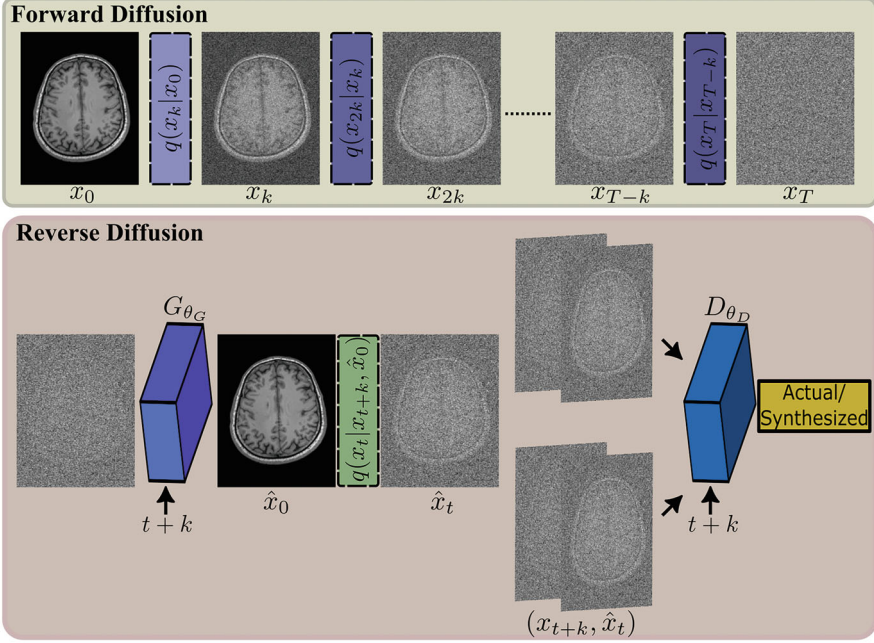 Forward Diffusion
q(x_k|x_0)
q(x_{2k}|x_k)
q(x_T|x_{T-k})
x_0
x_k
x_{2k}
x_{T-k}
x_T
Reverse Diffusion
G_{θ_G}
q(x_t|x_{t+k}, x̂_0)
t + k
x̂_0
x̂_t
(x_{t+k}, x̂_t)
D_{θ_D}
t + k
Actual/
Synthesized